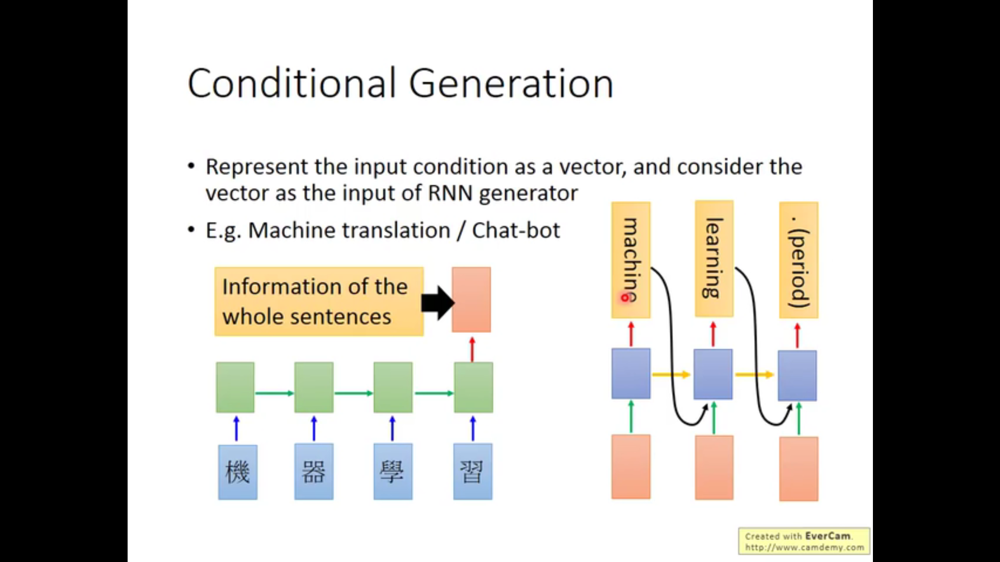 Conditional Generation
• Represent the input condition as a vector, and consider the
vector as the input of RNN generator
• E.g. Machine translation / Chat-bot
Information of the
whole sentences
機
器
學
習
machine
learning
. (period)
Created with EverCam.
http://www.camdemy.com